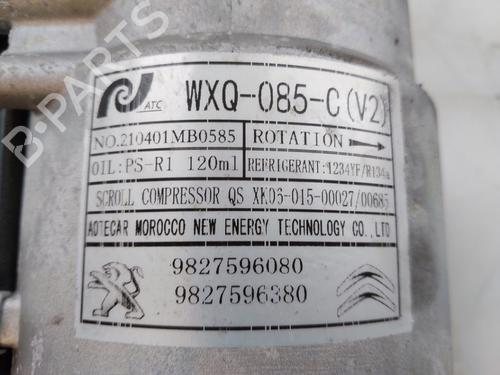 ATC WXQ-085-C(V2)
NO.210401MB0585 ROTATION
OIL:PS-R1 120ml REFRIGERANT:1234YF/R134a
SCROLL COMPRESSOR QS XK06-015-00027/00685
AOTECAR MOROCCO NEW ENERGY TECHNOLOGY CO., LTD
9827596080
9827596380
B-PARTS